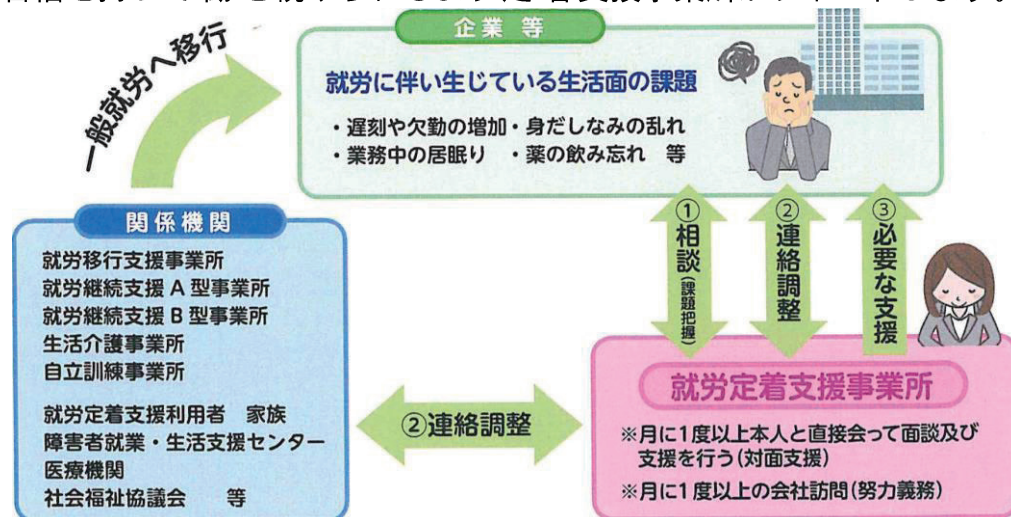 企業 等
就労に伴い生じている生活面の課題
・遅刻や欠勤の増加・身だしなみの乱れ
・業務中の居眠り ・薬の飲み忘れ 等
一般就労へ移行
関係機関
就労移行支援事業所
就労継続支援A型事業所
就労継続支援B型事業所
生活介護事業所
自立訓練事業所
就労定着支援利用者 家族
障害者就業・生活支援センター
医療機関
社会福祉協議会 等
①相談(課題把握)
②連絡調整
③必要な支援
②連絡調整
就労定着支援事業所
※月に1度以上本人と直接会って面談及び
支援を行う(対面支援)
※月に1度以上の会社訪問(努力義務)